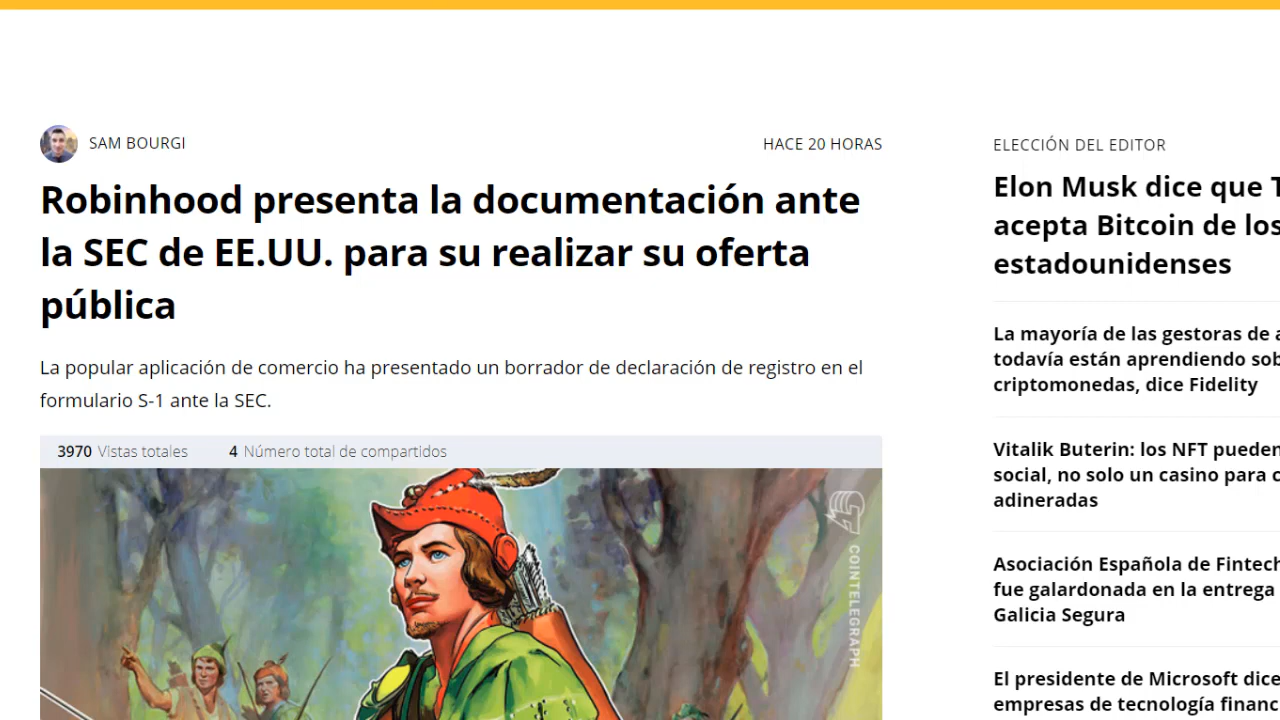 SAM BOURGI
HACE 20 HORAS
Robinhood presenta la documentación ante
la SEC de EE.UU. para su realizar su oferta
pública
La popular aplicación de comercio ha presentado un borrador de declaración de registro en el
formulario S-1 ante la SEC.
3970 Vistas totales
4 Número total de compartidos
COINTELEGRAPH
ELECCIÓN DEL EDITOR
Elon Musk dice que
acepta Bitcoin de los
estadounidenses
La mayoría de las gestoras de
todavía están aprendiendo
criptomonedas, dice Fidelity
Vitalik Buterin: los NFT pueden
social, no solo un casino para
adineradas
Asociación Española de Fintech
fue galardonada en la entrega
Galicia Segura
El presidente de Microsoft dice
empresas de tecnología